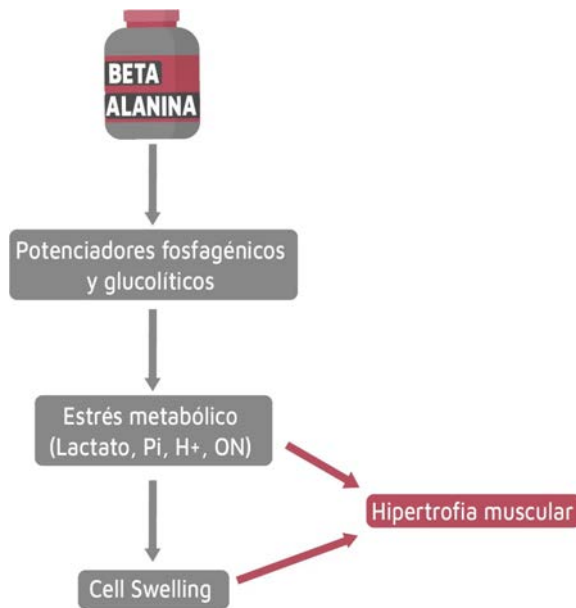 BETA
ALANINA
Potenciadores fosfagénicos
y glucolíticos
Estrés metabólico
(Lactato, Pi, H+, ON)
Hipertrofia muscular
Cell Swelling